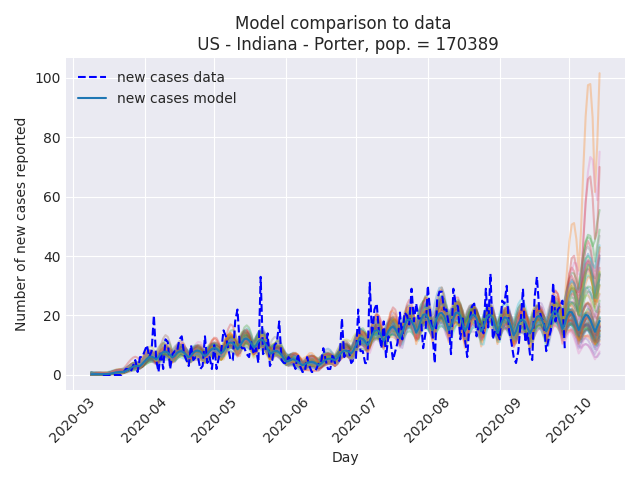 Model comparison to data
US - Indiana - Porter, pop. = 170389
new cases data
new cases model
Number of new cases reported
100
80
60
40
20
0
2020-03
2020-04
2020-05
2020-06
2020-07
2020-08
2020-09
2020-10
Day